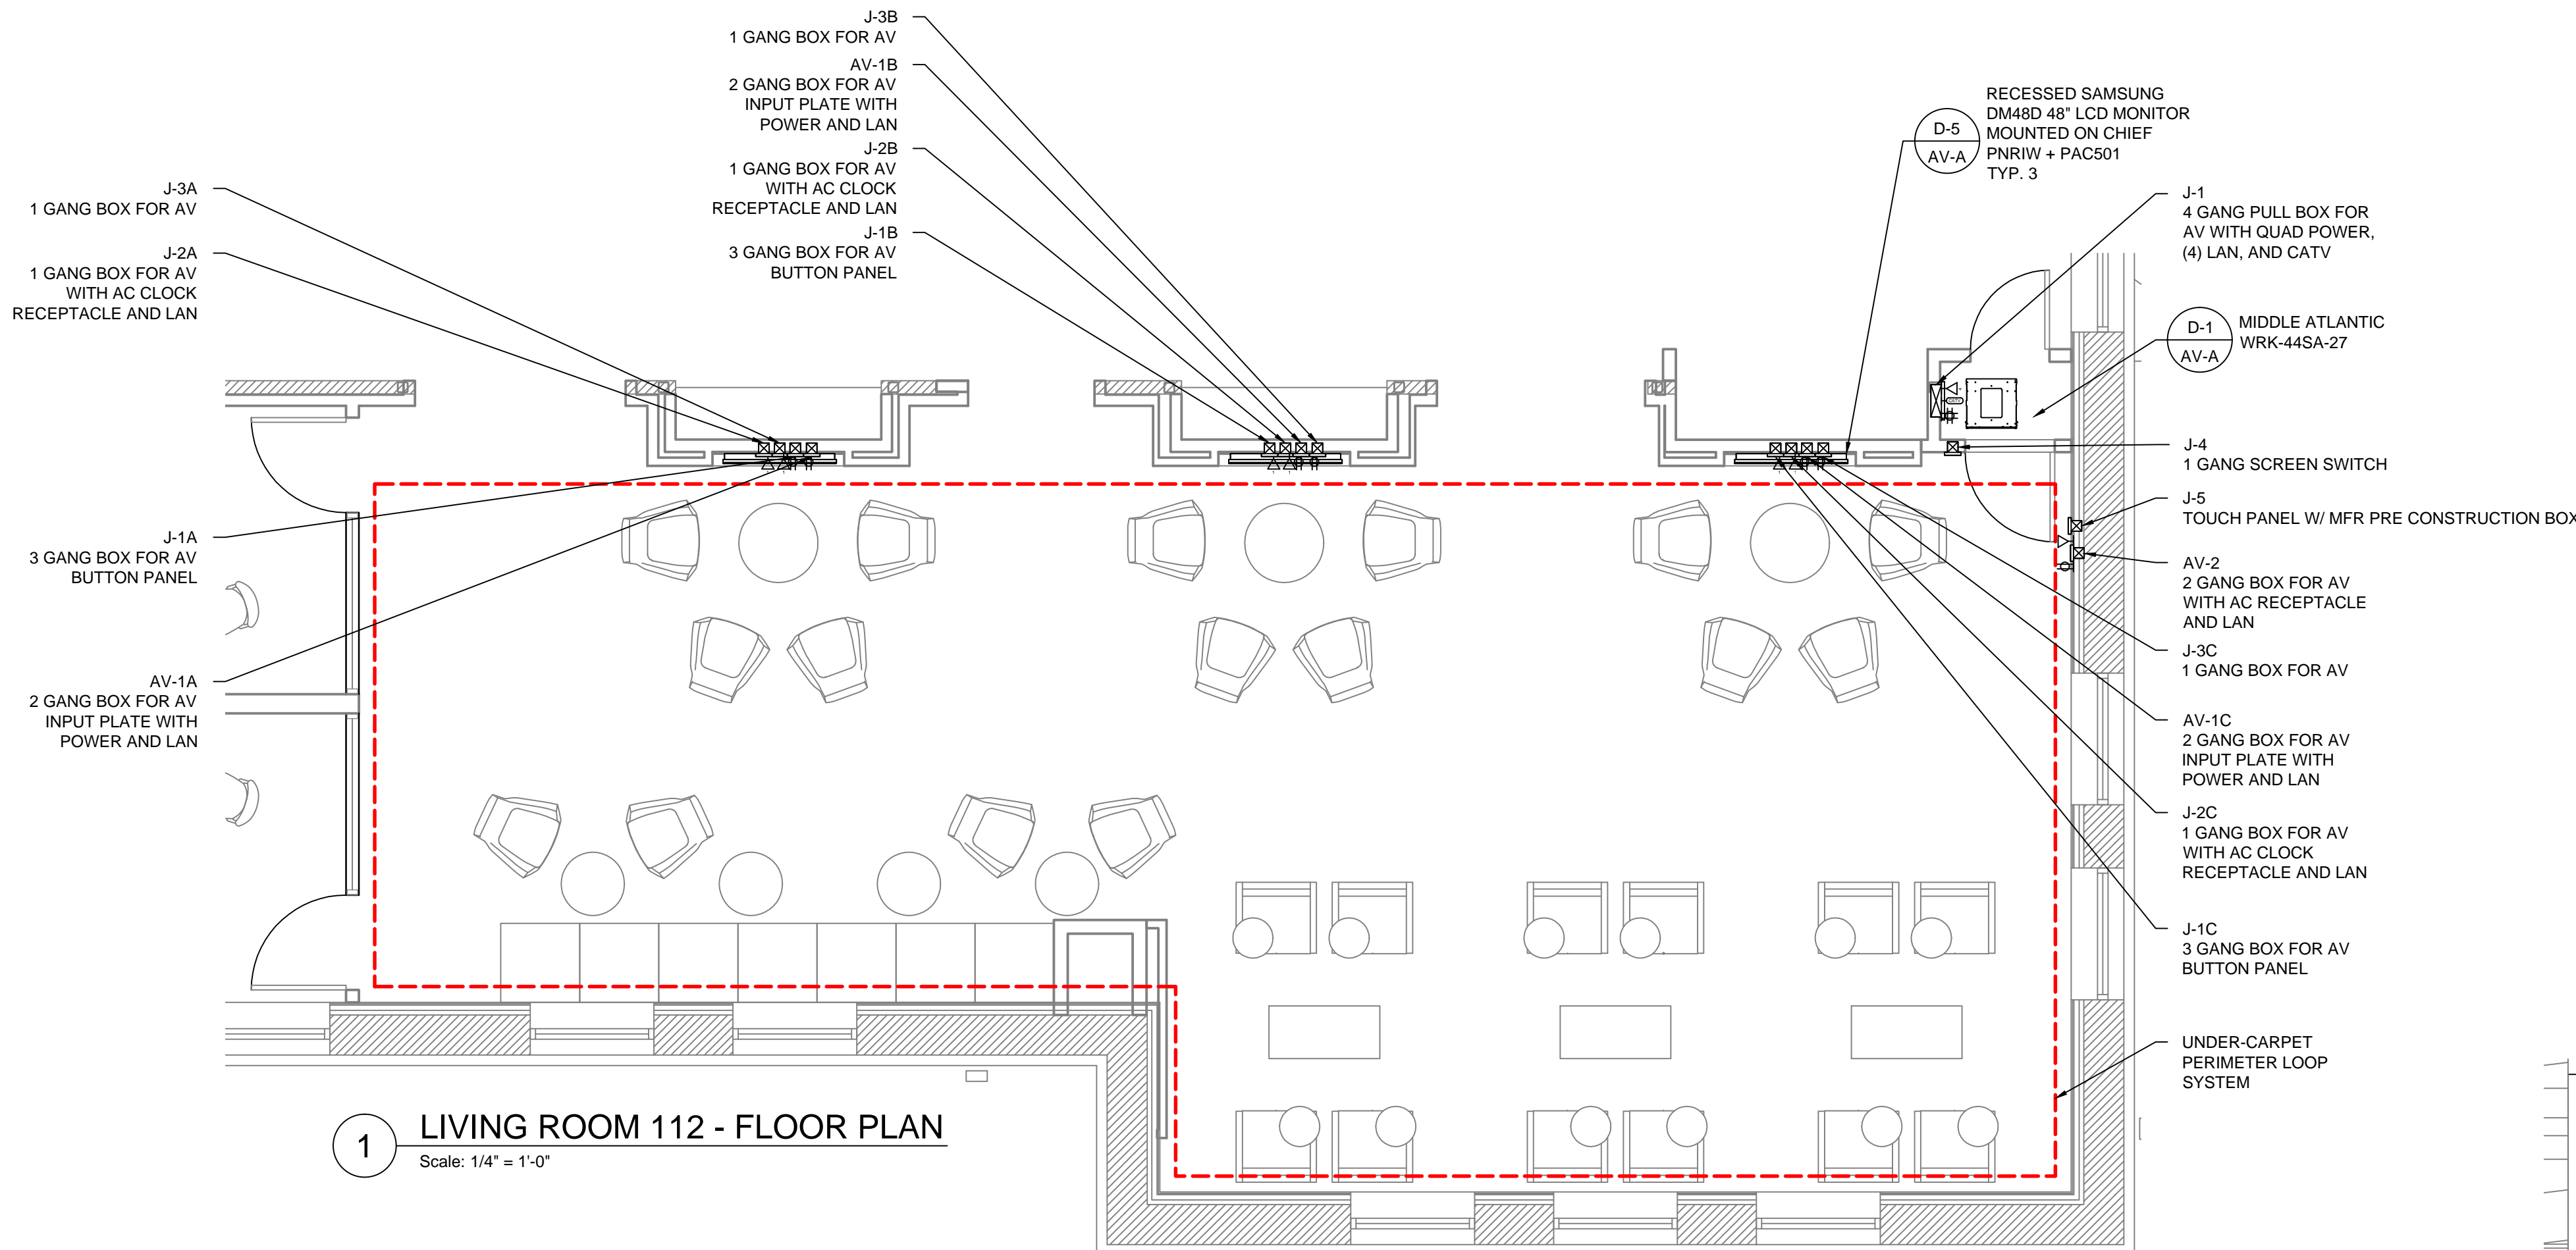 J-3B
1 GANG BOX FOR AV
AV-1B
2 GANG BOX FOR AV
INPUT PLATE WITH
POWER AND LAN
J-2B
1 GANG BOX FOR AV
WITH AC CLOCK
RECEPTACLE AND LAN
J-1B
3 GANG BOX FOR AV
BUTTON PANEL
J-3A
1 GANG BOX FOR AV
J-2A
1 GANG BOX FOR AV
WITH AC CLOCK
RECEPTACLE AND LAN
J-1A
3 GANG BOX FOR AV
BUTTON PANEL
AV-1A
2 GANG BOX FOR AV
INPUT PLATE WITH
POWER AND LAN
D-5
AV-A
RECESSED SAMSUNG
DM48D 48" LCD MONITOR
MOUNTED ON CHIEF
PNRIW + PAC501
TYP. 3
J-1
4 GANG PULL BOX FOR
AV WITH QUAD POWER,
(4) LAN, AND CATV
D-1
AV-A
MIDDLE ATLANTIC
WRK-44SA-27
CATV
J-4
1 GANG SCREEN SWITCH
J-5
TOUCH PANEL W/ MFR PRE CONSTRUCTION BOX
AV-2
2 GANG BOX FOR AV
WITH AC RECEPTACLE
AND LAN
J-3C
1 GANG BOX FOR AV
AV-1C
2 GANG BOX FOR AV
INPUT PLATE WITH
POWER AND LAN
J-2C
1 GANG BOX FOR AV
WITH AC CLOCK
RECEPTACLE AND LAN
J-1C
3 GANG BOX FOR AV
BUTTON PANEL
UNDER-CARPET
PERIMETER LOOP
SYSTEM
1
LIVING ROOM 112 - FLOOR PLAN
Scale: 1/4" = 1'-0"